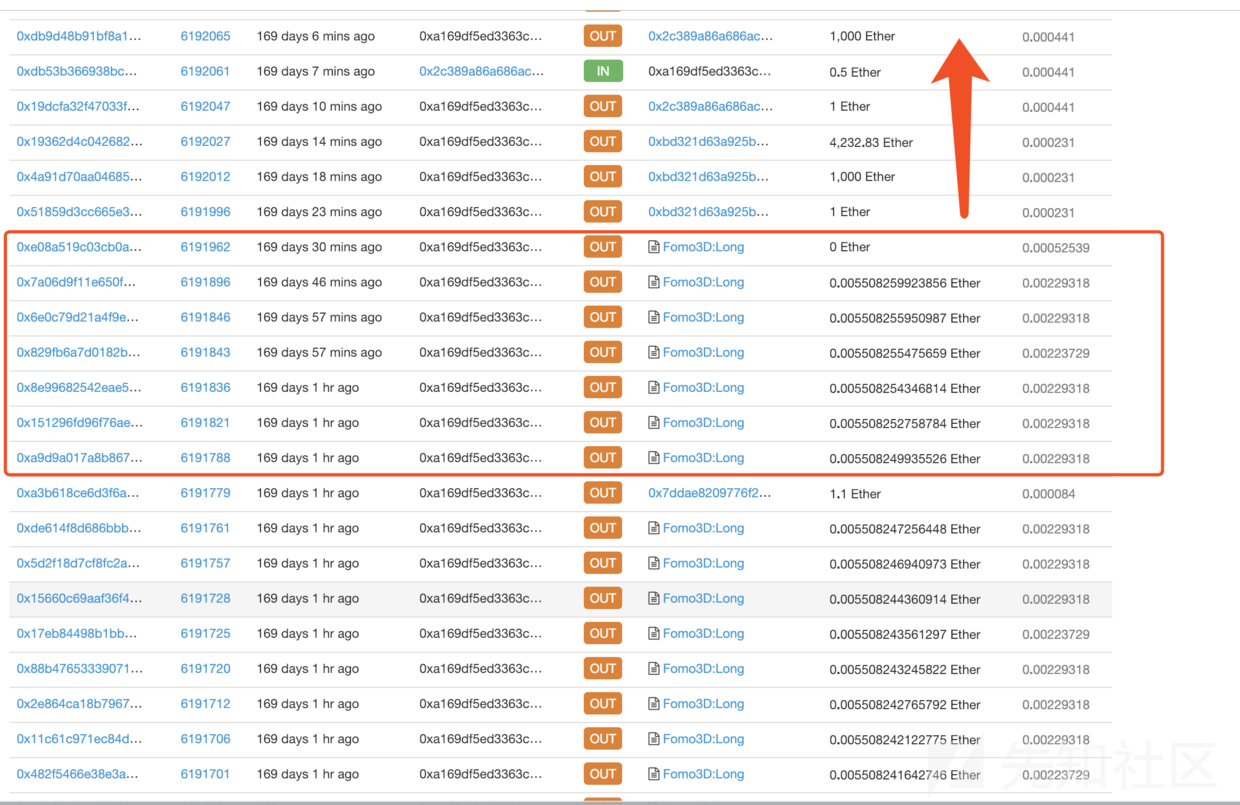 0xdb9d48b91bf8a1... 6192065 169 days 6 mins ago 0xa169df5ed3363c... OUT 0x2c389a86a686ac... 1,000 Ether 0.000441
0xdb53b366938bc... 6192061 169 days 7 mins ago 0x2c389a86a686ac... IN 0xa169df5ed3363c... 0.5 Ether 0.000441
0x19dcfa32f47033f... 6192047 169 days 10 mins ago 0xa169df5ed3363c... OUT 0x2c389a86a686ac... 1 Ether 0.000441
0x19362d4c042682... 6192027 169 days 14 mins ago 0xa169df5ed3363c... OUT 0xbd321d63a925b... 4,232.83 Ether 0.000231
0x4a91d70aa04685... 6192012 169 days 18 mins ago 0xa169df5ed3363c... OUT 0xbd321d63a925b... 1,000 Ether 0.000231
0x51859d3cc665e3... 6191996 169 days 23 mins ago 0xa169df5ed3363c... OUT 0xbd321d63a925b... 1 Ether 0.000231
0xe08a519c03cb0a... 6191962 169 days 30 mins ago 0xa169df5ed3363c... OUT Fomo3D:Long 0 Ether 0.00052539
0x7a06d9f11e650f... 6191896 169 days 46 mins ago 0xa169df5ed3363c... OUT Fomo3D:Long 0.005508259923856 Ether 0.00229318
0x6e0c79d21a4f9e... 6191846 169 days 57 mins ago 0xa169df5ed3363c... OUT Fomo3D:Long 0.005508255950987 Ether 0.00229318
0x829fb6a7d0182b... 6191843 169 days 57 mins ago 0xa169df5ed3363c... OUT Fomo3D:Long 0.005508255475659 Ether 0.00223729
0x8e99682542eae5... 6191836 169 days 1 hr ago 0xa169df5ed3363c... OUT Fomo3D:Long 0.005508254346814 Ether 0.00229318
0x151296fd96f76ae... 6191821 169 days 1 hr ago 0xa169df5ed3363c... OUT Fomo3D:Long 0.005508252758784 Ether 0.00229318
0xa9d9a017a8b867... 6191788 169 days 1 hr ago 0xa169df5ed3363c... OUT Fomo3D:Long 0.005508249935526 Ether 0.00229318
0xa3b618ce6d3f6a... 6191779 169 days 1 hr ago 0xa169df5ed3363c... OUT 0x7ddae8209776f2... 1.1 Ether 0.000084
0xde614f8d686bbb... 6191761 169 days 1 hr ago 0xa169df5ed3363c... OUT Fomo3D:Long 0.005508247256448 Ether 0.00229318
0x5d2f18d7cf8fc2a... 6191757 169 days 1 hr ago 0xa169df5ed3363c... OUT Fomo3D:Long 0.005508246940973 Ether 0.00229318
0x15660c69aaf36f4... 6191728 169 days 1 hr ago 0xa169df5ed3363c... OUT Fomo3D:Long 0.005508244360914 Ether 0.00229318
0x17eb84498b1bb... 6191725 169 days 1 hr ago 0xa169df5ed3363c... OUT Fomo3D:Long 0.005508243561297 Ether 0.00223729
0x88b47653339071... 6191720 169 days 1 hr ago 0xa169df5ed3363c... OUT Fomo3D:Long 0.005508243245822 Ether 0.00229318
0x2e864ca18b7967... 6191712 169 days 1 hr ago 0xa169df5ed3363c... OUT Fomo3D:Long 0.005508242765792 Ether 0.00229318
0x11c61c971ec84d... 6191706 169 days 1 hr ago 0xa169df5ed3363c... OUT Fomo3D:Long 0.005508242122775 Ether 0.00229318
0x482f5466e38e3a... 6191701 169 days 1 hr ago 0xa169df5ed3363c... OUT Fomo3D:Long 0.005508241642746 Ether 0.00223729
先知社区